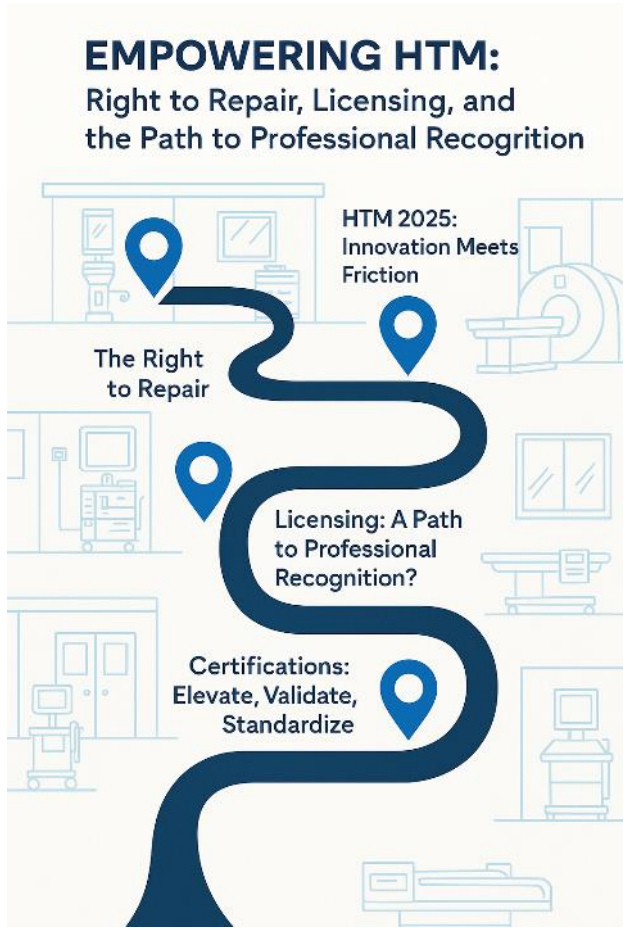 EMPOWERING HTM:
Right to Repair, Licensing, and
the Path to Professional Recogrition
HTM 2025:
Innovation Meets
Friction
The Right
to Repair
Licensing: A Path
to Professional
Recognition?
Certifications:
Elevate, Validate,
Standardize